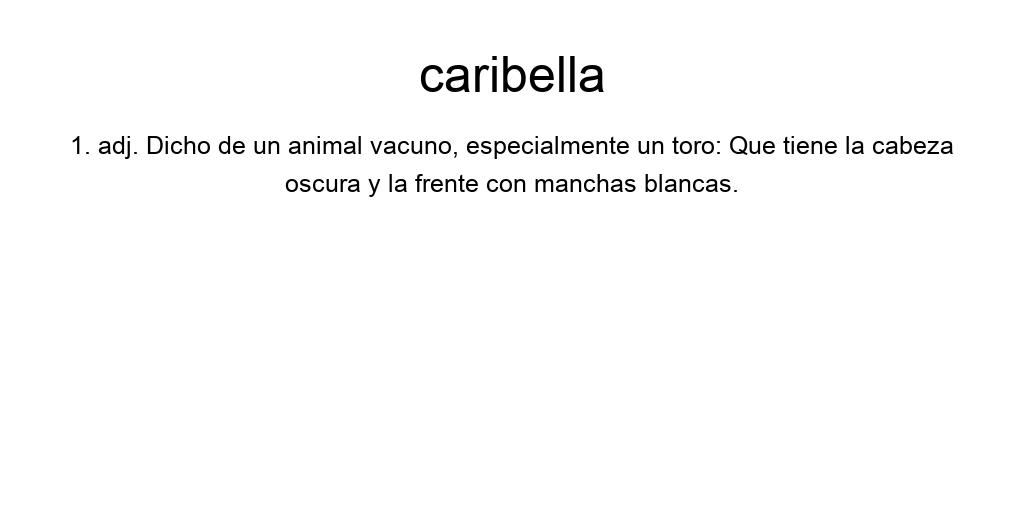 caribella
1. adj. Dicho de un animal vacuno, especialmente un toro: Que tiene la cabeza
oscura y la frente con manchas blancas.